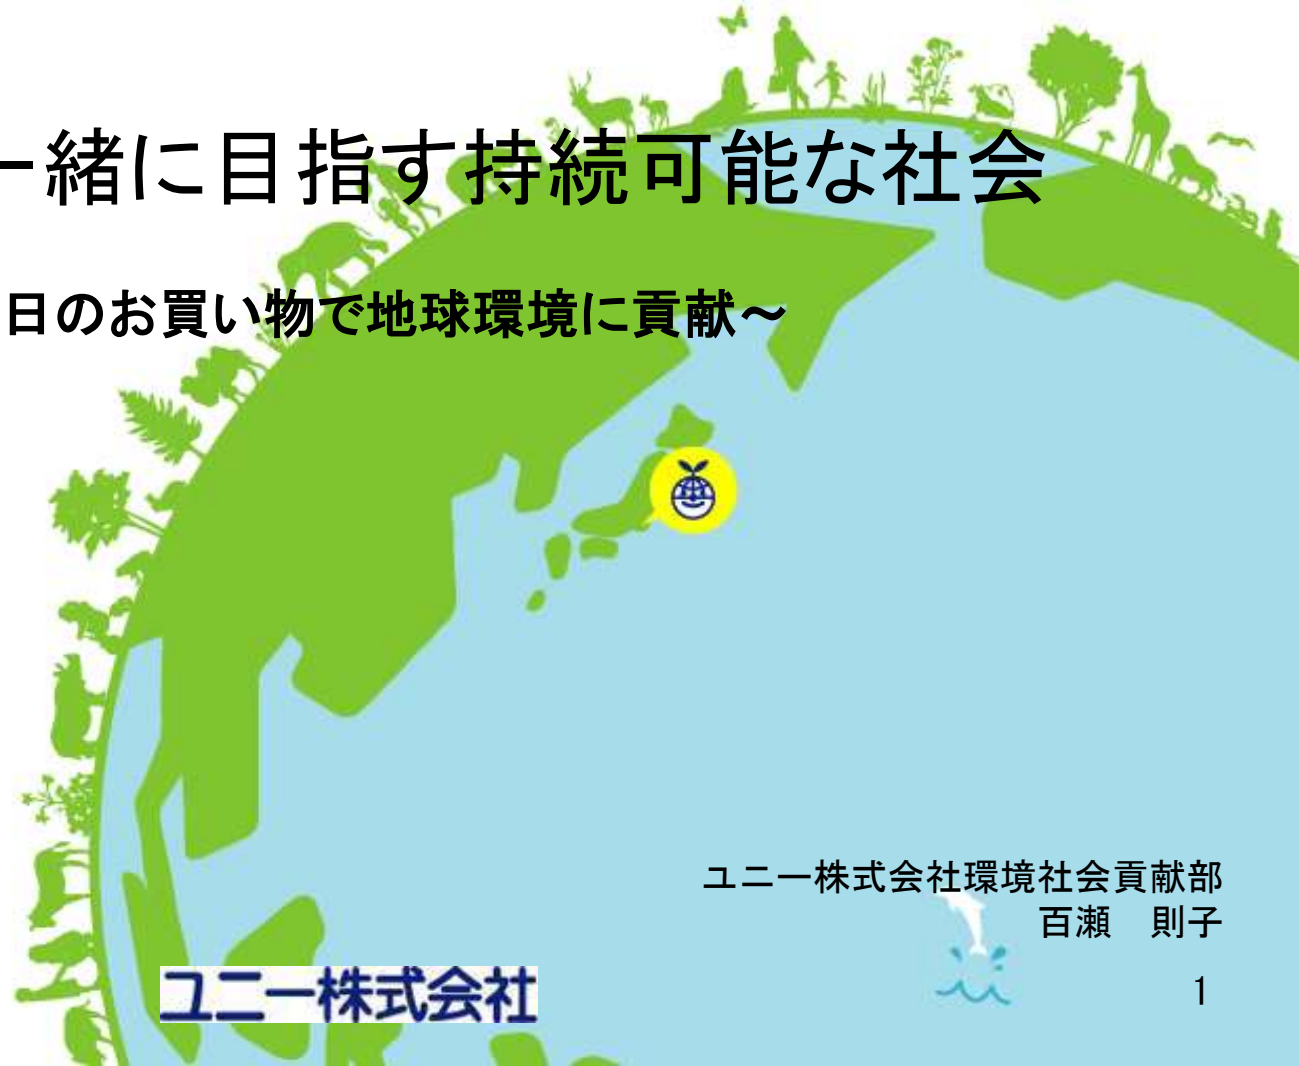 一緒に目指す持続可能な社会
日のお買い物で地球環境に貢献～
ユニー株式会社環境社会貢献部
百瀬　則子
ユニー株式会社
1